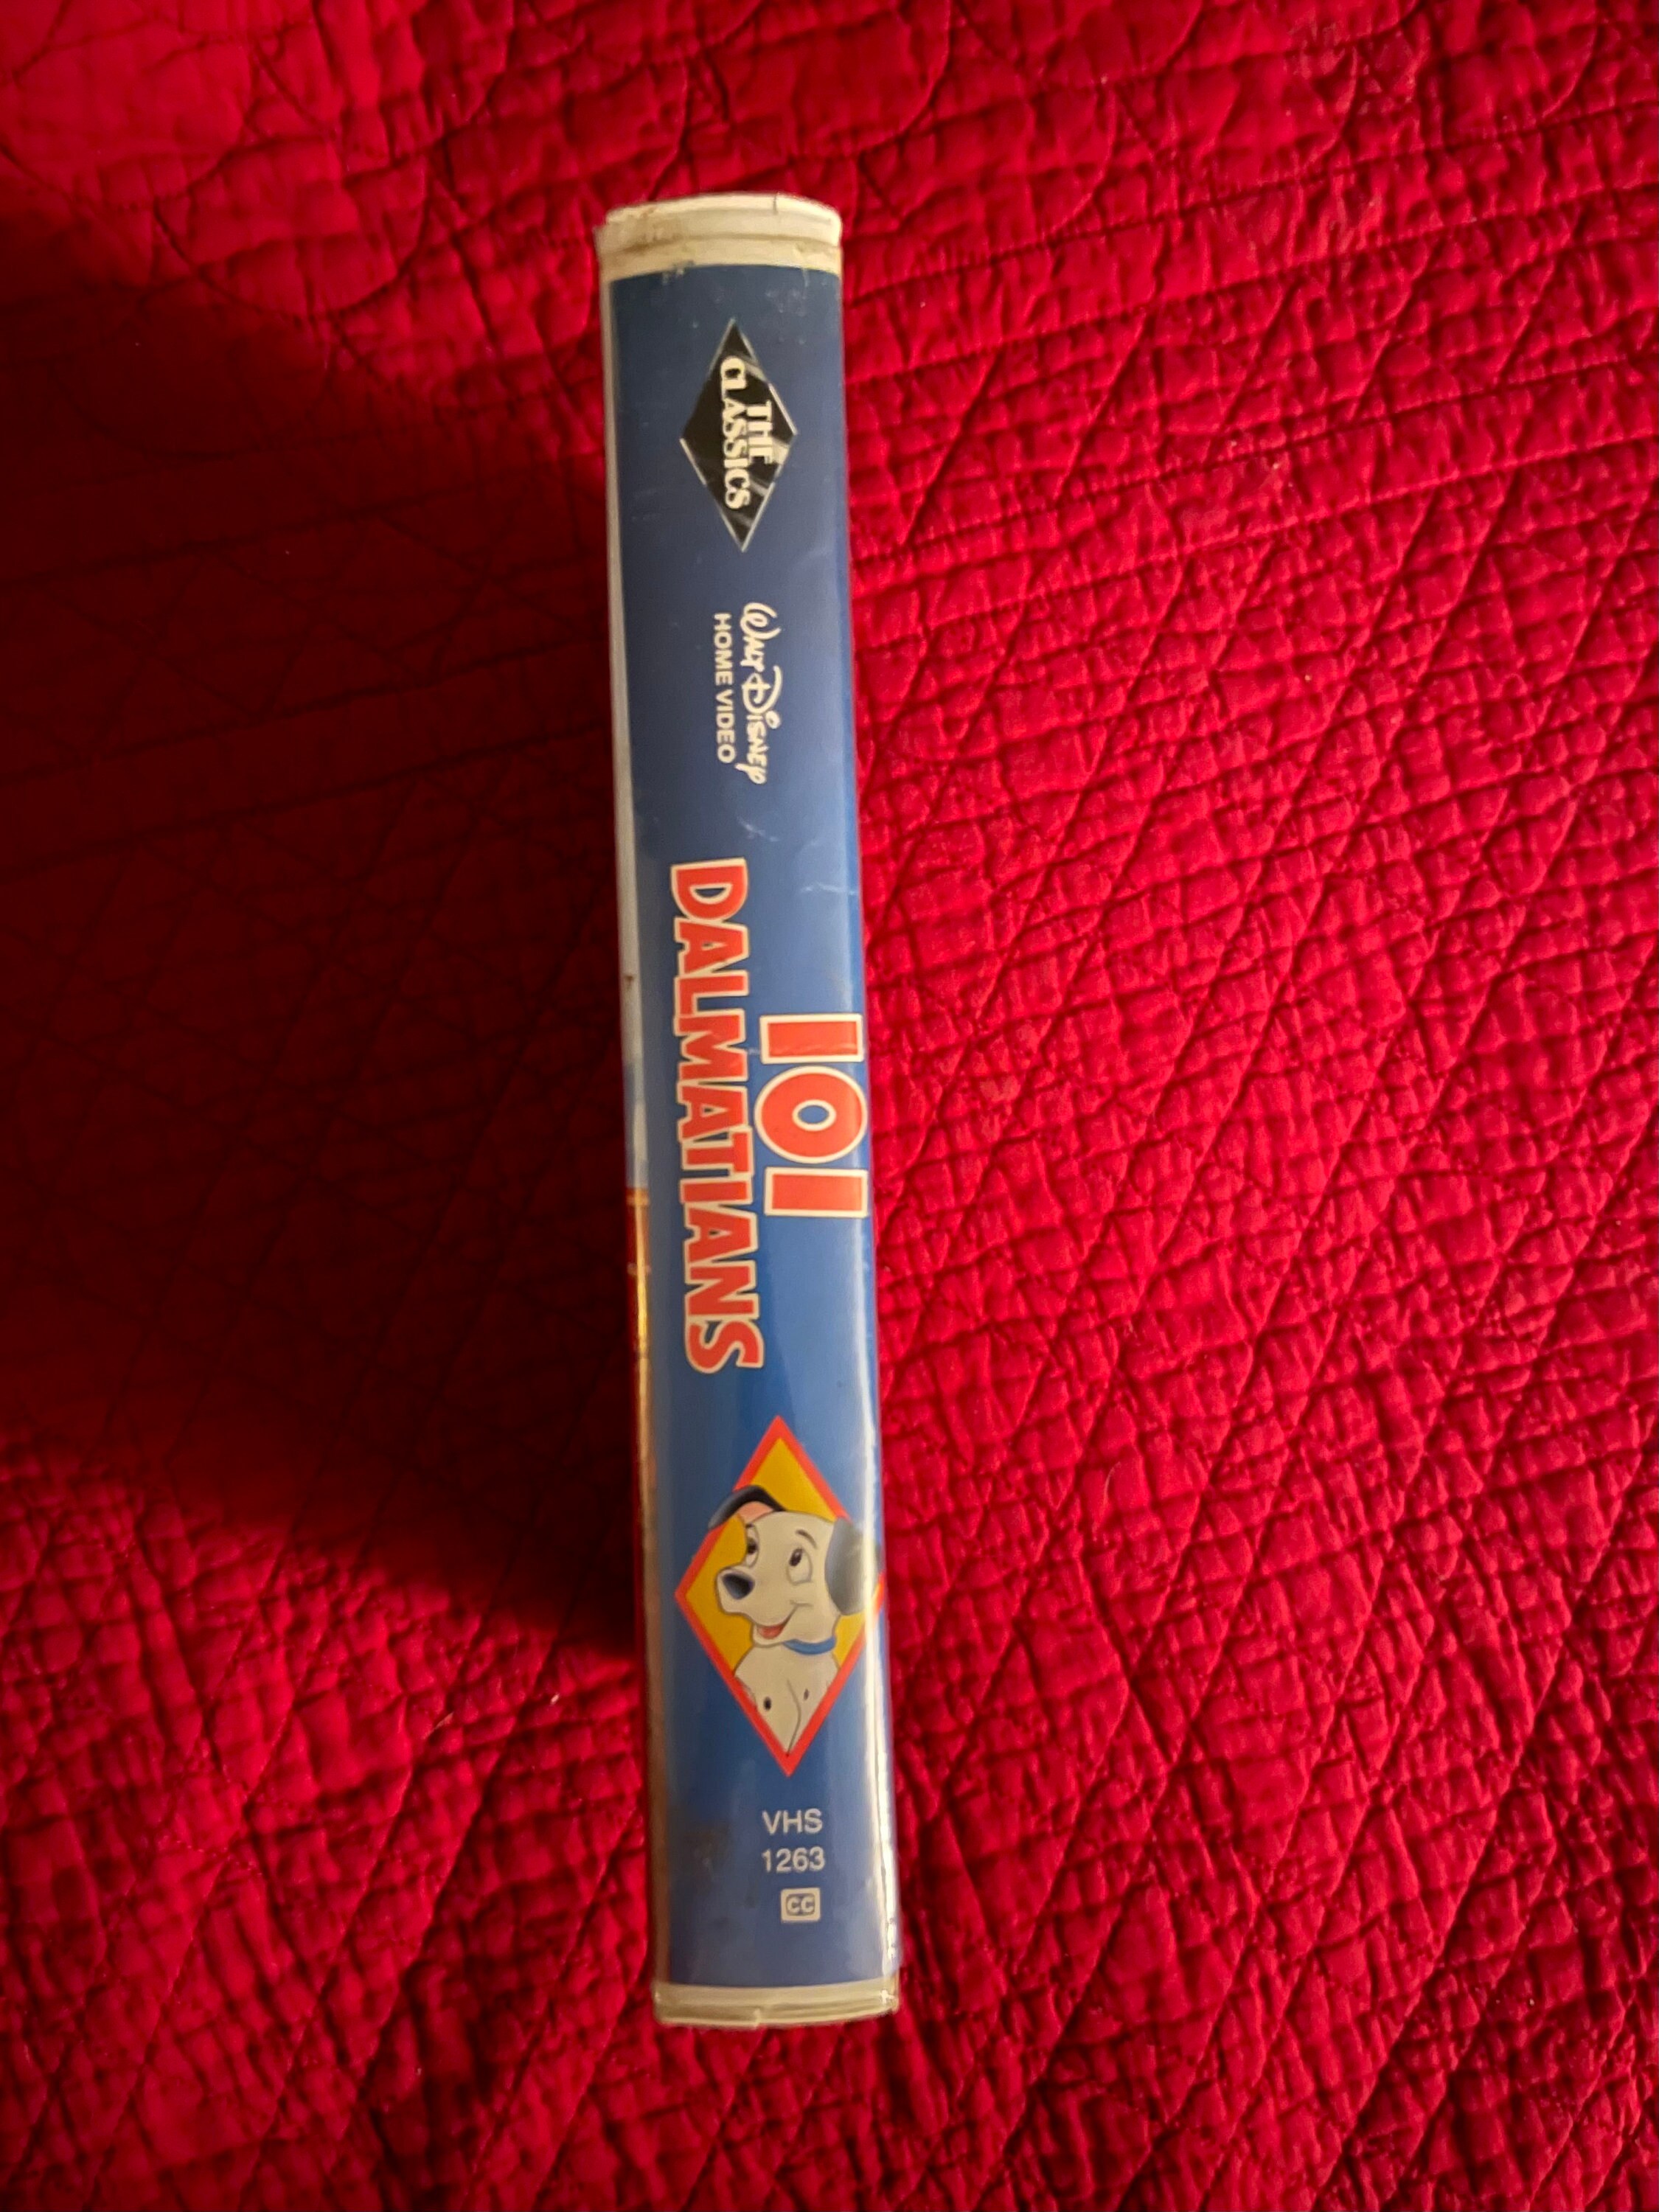 THE
CLASSICS
WALT DISNEY
HOME VIDEO
101
DALMATIANS
VHS
1263
CC